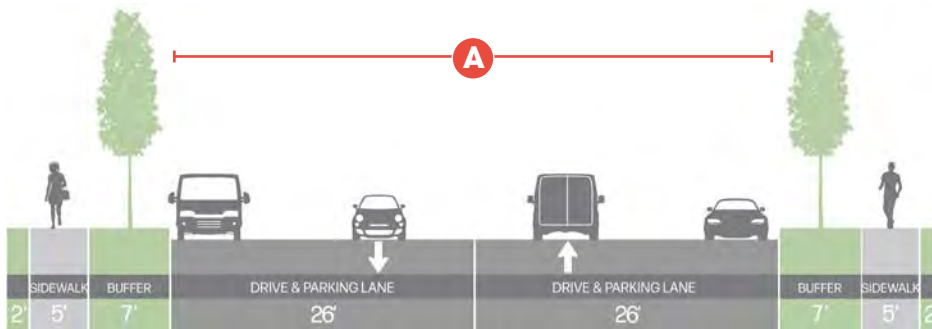 A
SIDEWALK BUFFER DRIVE & PARKING LANE DRIVE & PARKING LANE BUFFER SIDEWALK
2' 5' 7' 26' 26' 7' 5' 2